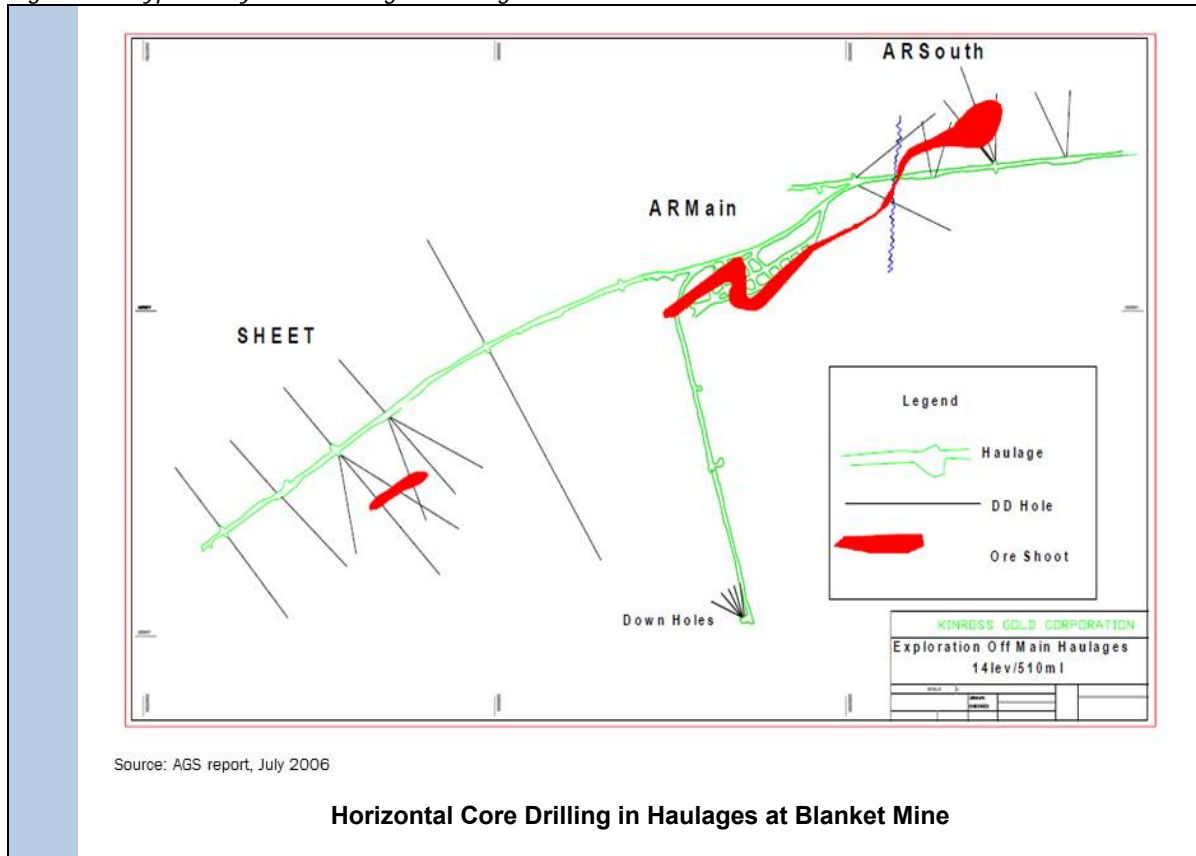 ARSouth
ARMain
SHEET
Legend
Haulage
DD Hole
Ore Shoot
Down Holes
KINROSS GOLD CORPORATION
Exploration Off Main Haulages
14lev/510ml
Source: AGS report, July 2006
Horizontal Core Drilling in Haulages at Blanket Mine